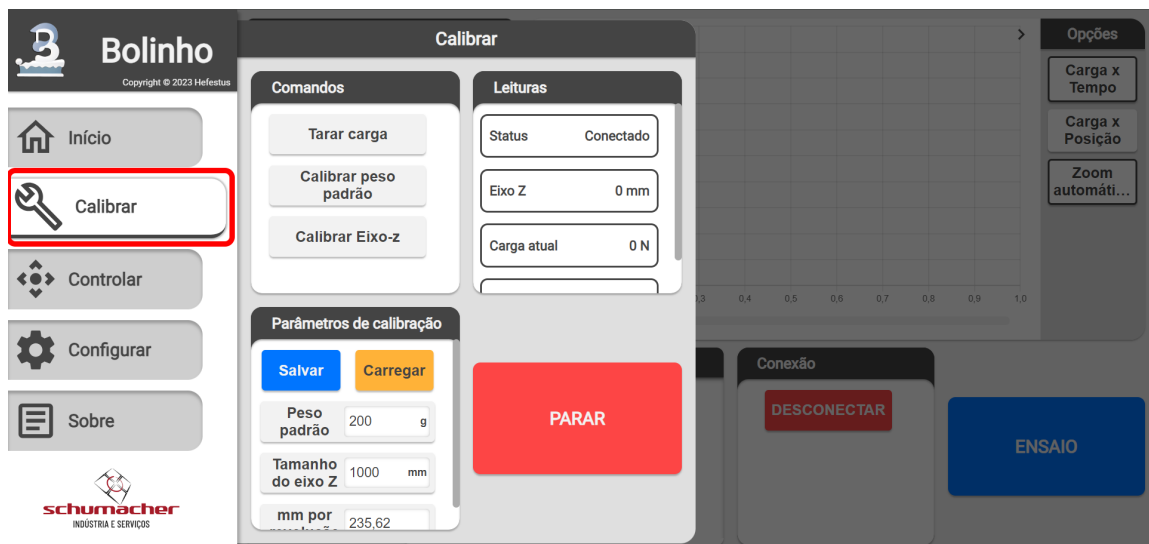 Bolinho
Copyright © 2023 Hefestus
Início
Calibrar
Controlar
Configurar
Sobre
schumacher
INDÚSTRIA E SERVIÇOS
Calibrar
Comandos
Tarar carga
Calibrar peso
padrão
Calibrar Eixo-z
Leituras
Status Conectado
Eixo Z 0 mm
Carga atual 0 N
Parâmetros de calibração
Salvar Carregar
Peso
padrão 200 g
Tamanho
do eixo Z 1000 mm
mm por
235,62
PARAR
0,3 0,4 0,5 0,6 0,7 0,8 0,9 1,0
Opções
Carga x
Tempo
Carga x
Posição
Zoom
automáti...
Conexão
DESCONECTAR
ENSAIO